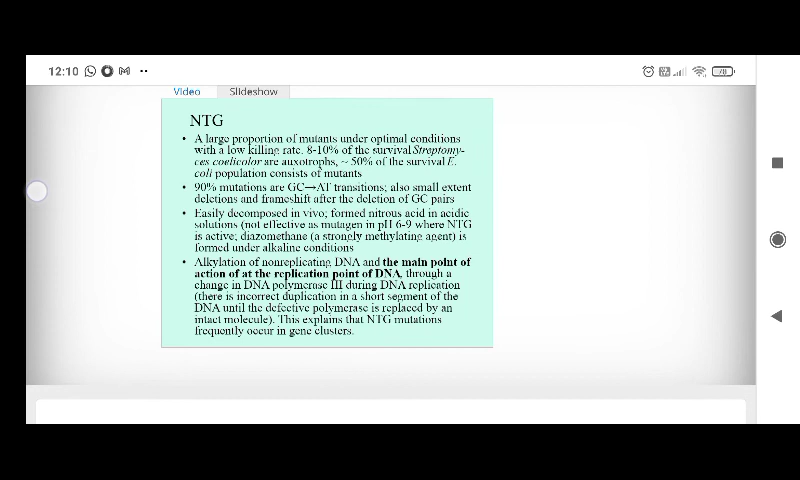 12:10
78
Video Slideshow
NTG
• A large proportion of mutants under optimal conditions
with a low killing rate. 8-10% of the survival Streptomy-
ces coelicolor are auxotrophs, ~ 50% of the survival E.
coli population consists of mutants
• 90% mutations are GC→AT transitions; also small extent
deletions and frameshift after the deletion of GC pairs
• Easily decomposed in vivo; formed nitrous acid in acidic
solutions (not effective as mutagen in pH 6-9 where NTG
is active; diazomethane (a strongly methylating agent) is
formed under alkaline conditions
• Alkylation of nonreplicating DNA and the main point of
action of at the replication point of DNA, through a
change in DNA polymerase III during DNA replication
(there is incorrect duplication in a short segment of the
DNA until the defective polymerase is replaced by an
intact molecule). This explains that NTG mutations
frequently occur in gene clusters.